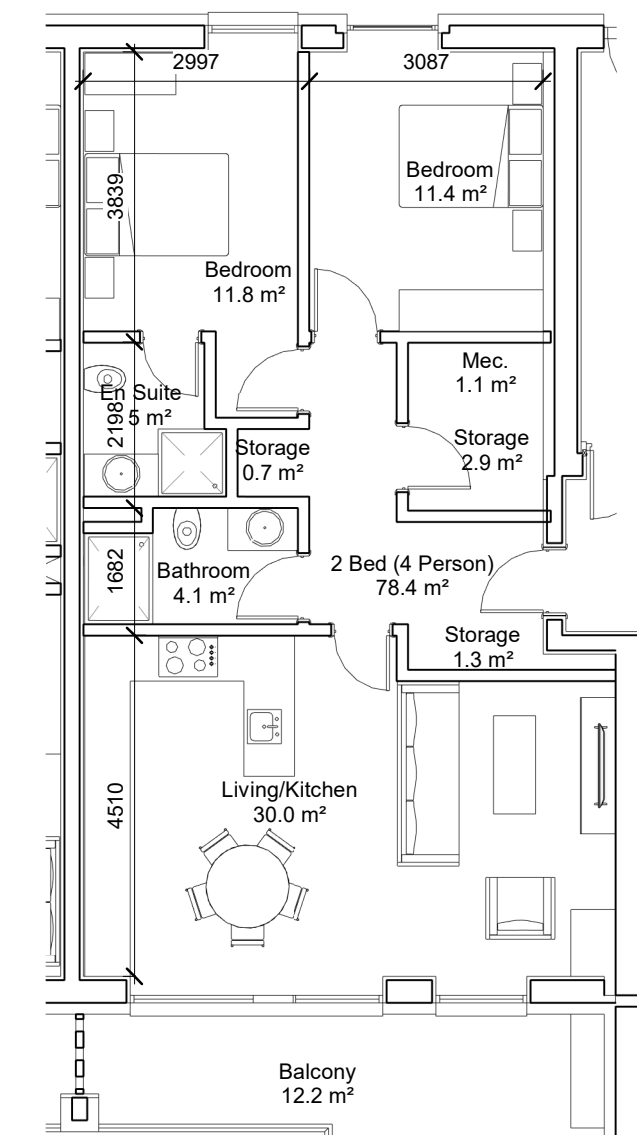 2997
3087
3839
Bedroom
11.4 m²
Bedroom
11.8 m²
Mec.
1.1 m²
En Suite
5 m²
2198
Storage
0.7 m²
Storage
2.9 m²
1682
Bathroom
4.1 m²
2 Bed (4 Person)
78.4 m²
Storage
1.3 m²
4510
Living/Kitchen
30.0 m²
Balcony
12.2 m²